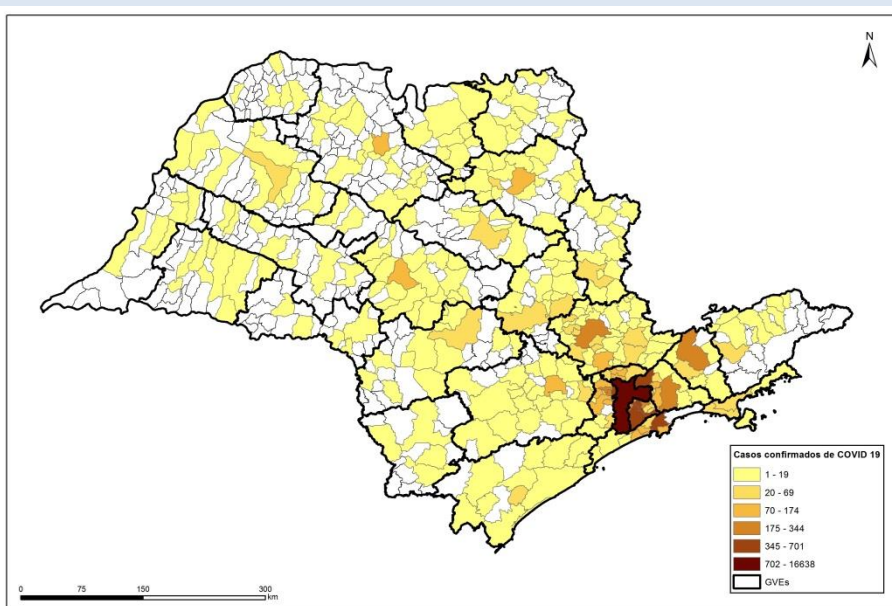 N
Casos confirmados de COVID 19
1 - 19
20 - 69
70 - 174
175 - 344
345 - 701
702 - 16638
GVEs
0 75 150 300
km